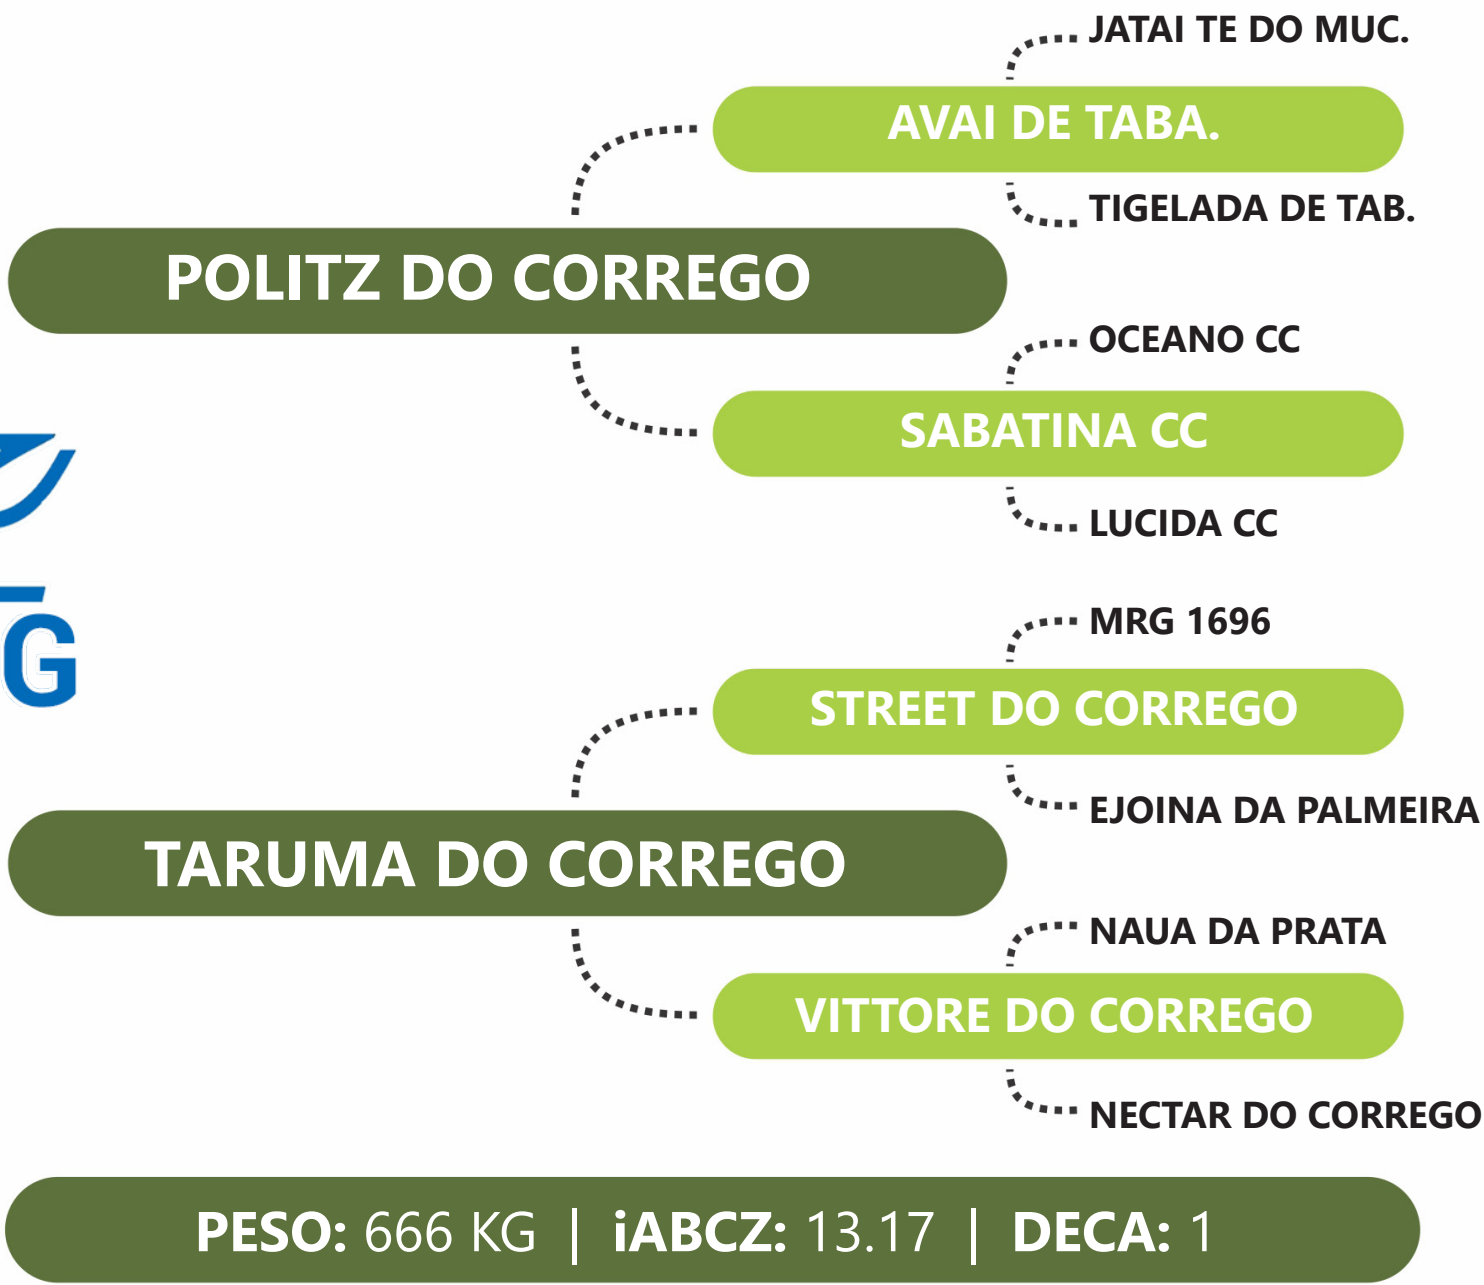 JATAI TE DO MUC.
AVAI DE TABA.
TIGELADA DE TAB.
POLITZ DO CORREGO
OCEANO CC
SABATINA CC
LUCIDA CC
G
MRG 1696
STREET DO CORREGO
EJOINA DA PALMEIRA
TARUMA DO CORREGO
NAUA DA PRATA
VITTORE DO CORREGO
NECTAR DO CORREGO
PESO: 666 KG | iABCZ: 13.17 | DECA: 1